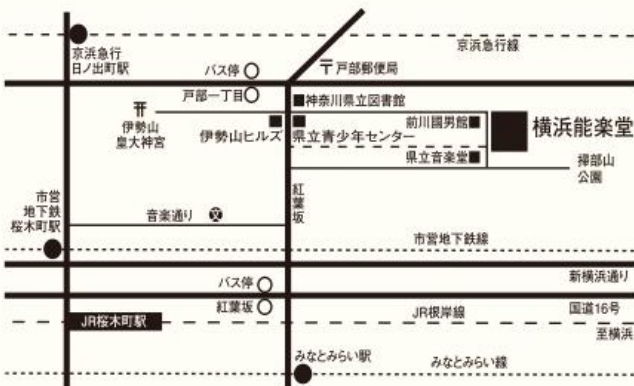 京浜急行線
京浜急行
日ノ出町駅
バス停
〒戸部郵便局
戸部一丁目
神奈川県立図書館
伊勢山
皇大神宮
伊勢山ヒルズ
県立青少年センター
前川國男館
横浜能楽堂
県立音楽堂
掃部山
公園
市営
地下鉄
桜木町駅
音楽通り
文
紅葉坂
市営地下鉄線
新横浜通り
バス停
紅葉坂
国道16号
JR桜木町駅
JR根岸線
至横浜
みなとみらい駅
みなとみらい線